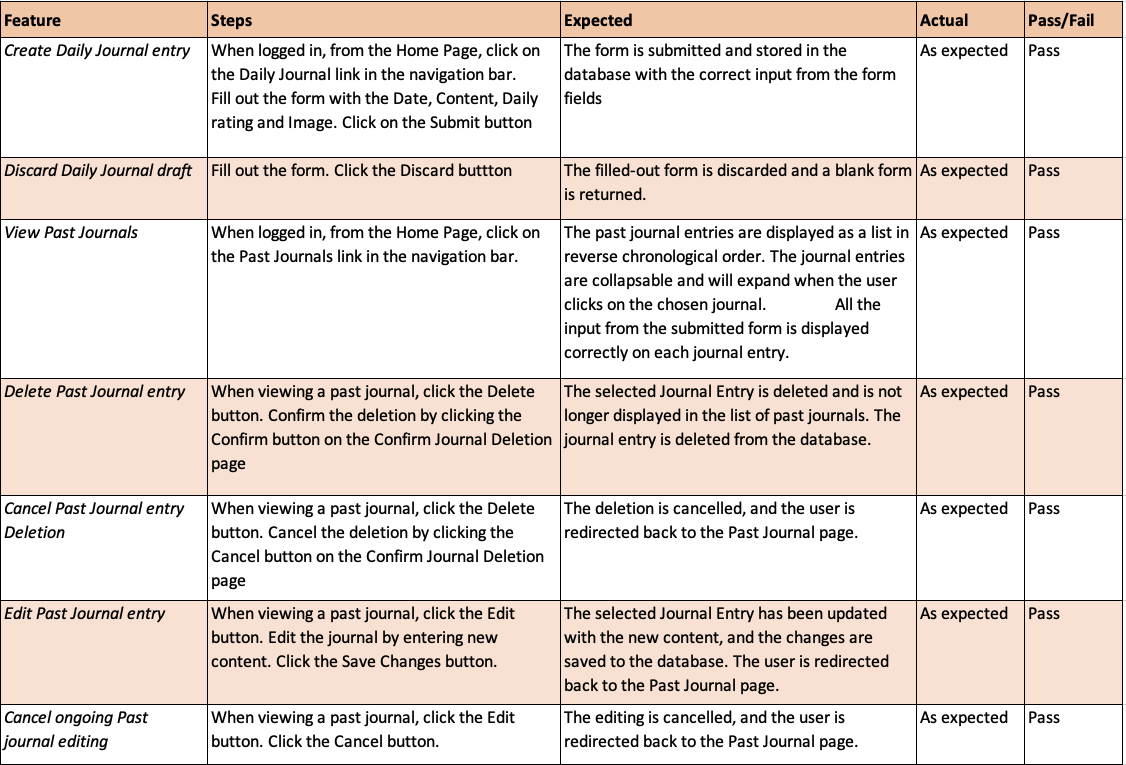 Feature Steps Expected Actual Pass/Fail
Create Daily Journal entry
When logged in, from the Home Page, click on
the Daily Journal link in the navigation bar.
Fill out the form with the Date, Content, Daily
rating and Image. Click on the Submit button
The form is submitted and stored in the
database with the correct input from the form
fields
As expected
Pass
Discard Daily Journal draft
Fill out the form. Click the Discard buttton
The filled-out form is discarded and a blank form
is returned.
As expected
Pass
View Past Journals
When logged in, from the Home Page, click on
the Past Journals link in the navigation bar.
The past journal entries are displayed as a list in
reverse chronological order. The journal entries
are collapsable and will expand when the user
clicks on the chosen journal. All the
input from the submitted form is displayed
correctly on each journal entry.
As expected
Pass
Delete Past Journal entry
When viewing a past journal, click the Delete
button. Confirm the deletion by clicking the
Confirm button on the Confirm Journal Deletion
page
The selected Journal Entry is deleted and is not
longer displayed in the list of past journals. The
journal entry is deleted from the database.
As expected
Pass
Cancel Past Journal entry
Deletion
When viewing a past journal, click the Delete
button. Cancel the deletion by clicking the
Cancel button on the Confirm Journal Deletion
page
The deletion is cancelled, and the user is
redirected back to the Past Journal page.
As expected
Pass
Edit Past Journal entry
When viewing a past journal, click the Edit
button. Edit the journal by entering new
content. Click the Save Changes button.
The selected Journal Entry has been updated
with the new content, and the changes are
saved to the database. The user is redirected
back to the Past Journal page.
As expected
Pass
Cancel ongoing Past
journal editing
When viewing a past journal, click the Edit
button. Click the Cancel button.
The editing is cancelled, and the user is
redirected back to the Past Journal page.
As expected
Pass